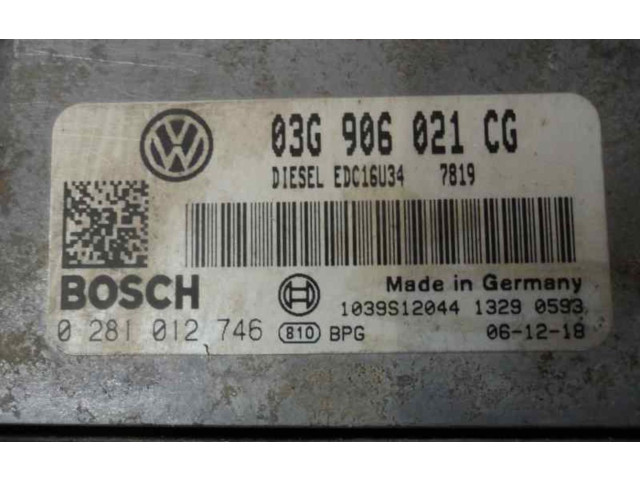 03G 906 021 CG
DIESEL EDC16U34 7819
BOSCH
Made in Germany
1039S12044 1329 0593
0 281 012 746 810 BPG 06-12-18